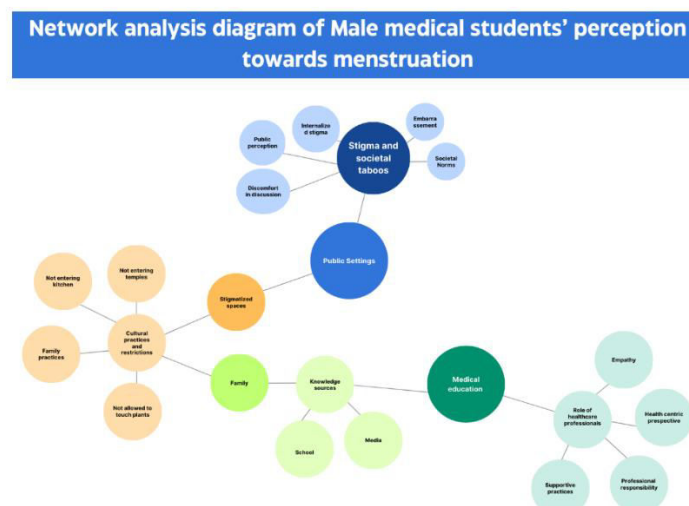 Network analysis diagram of Male medical students' perception
towards menstruation
Embarra
ssement
Internalize
d stigma
Stigma and
societal
taboos
Public
perception
Societal
Norms
Discomfort
in discussion
Public Settings
Not entering
temples
Not entering
kitchen
Stigmatized
spaces
Cultural
practices
and
restrictions
Family
practices
Not allowed to
touch plants
Family
Knowledge
sources
School
Media
Medical
education
Empathy
Role of
healthcare
professionals
Health centric
prospective
Supportive
practices
Professional
responsibility